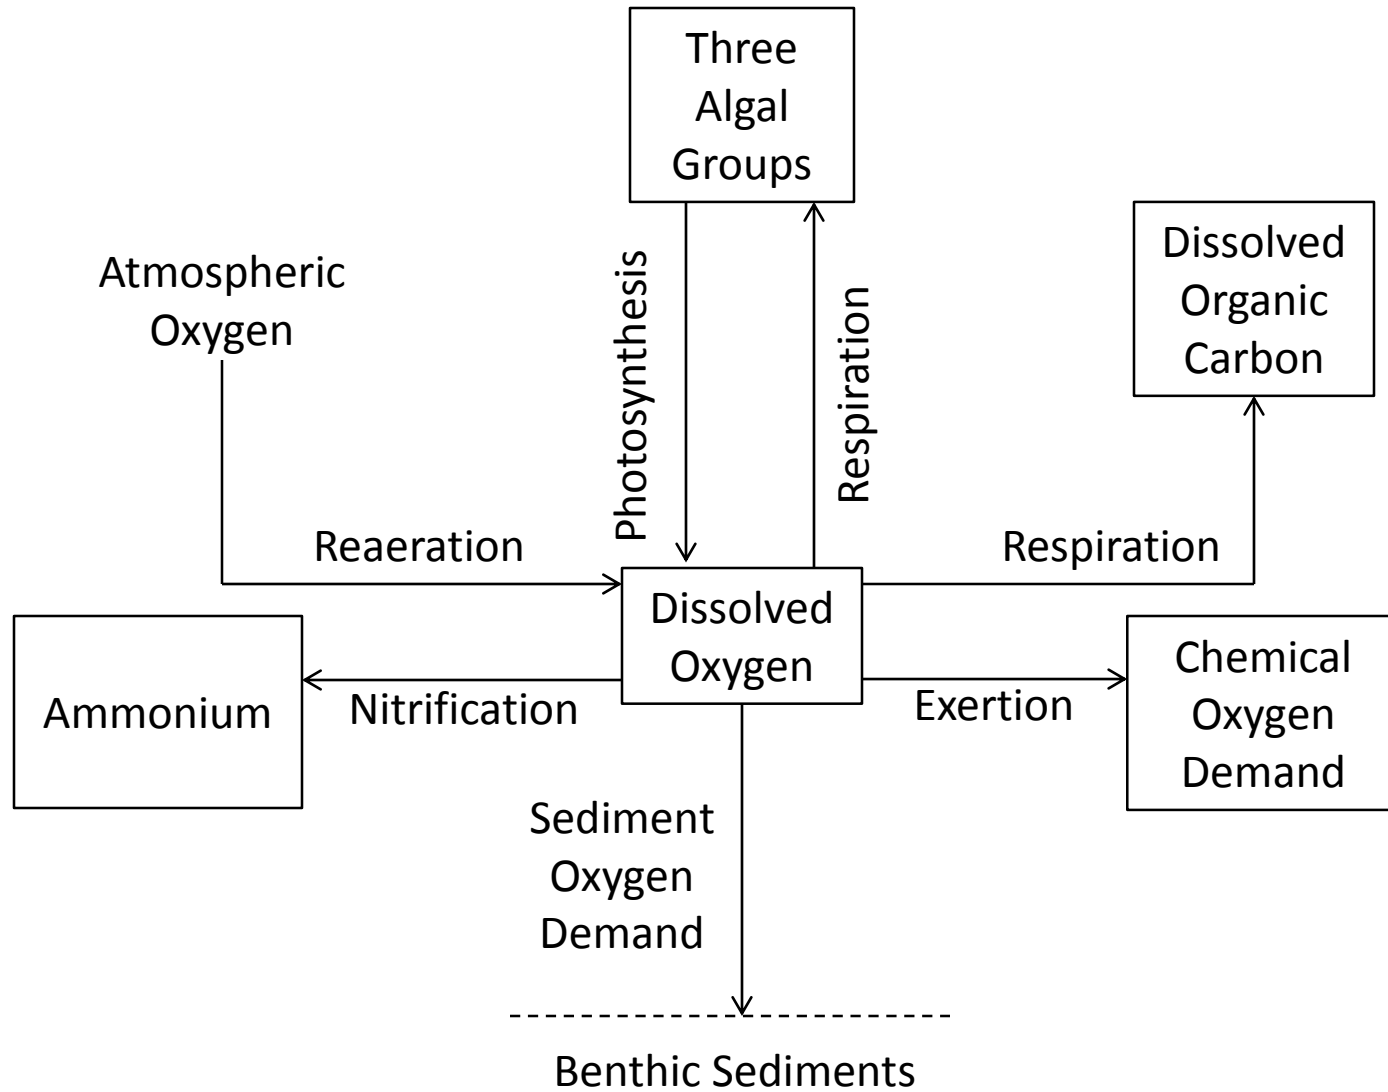 Three
Algal
Groups
Atmospheric
Oxygen
Photosynthesis
Respiration
Dissolved
Organic
Carbon
Reaeration
Respiration
Dissolved
Oxygen
Ammonium
Nitrification
Exertion
Chemical
Oxygen
Demand
Sediment
Oxygen
Demand
Benthic Sediments